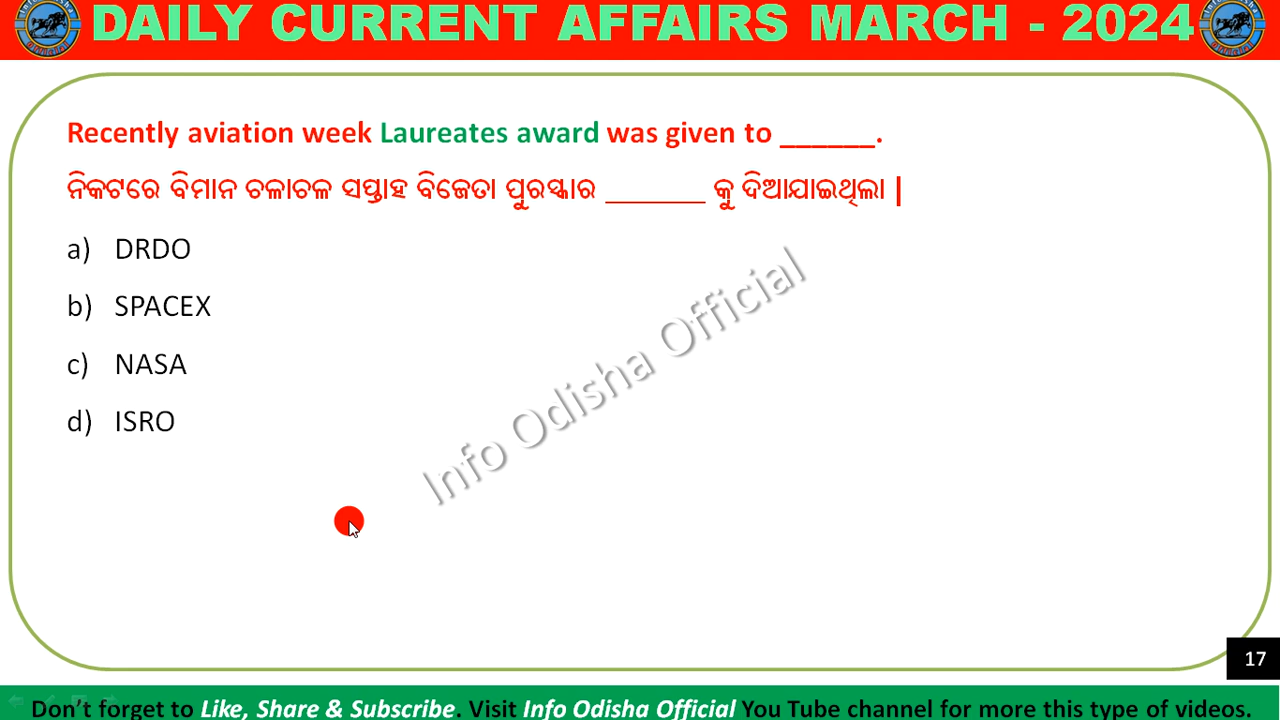 DAILY CURRENT AFFAIRS MARCH - 2024
Recently aviation week Laureates award was given to ______.
ନିକଟରେ ବିମାନ ଚଳାଚଳ ସପ୍ତାହ ବିଜେତା ପୁରସ୍କାର _______ କୁ ଦିଆଯାଇଥିଲା |
a) DRDO
b) SPACEX
c) NASA
d) ISRO
Info Odisha Official
17
Don't forget to Like, Share & Subscribe. Visit Info Odisha Official You Tube channel for more this type of videos.